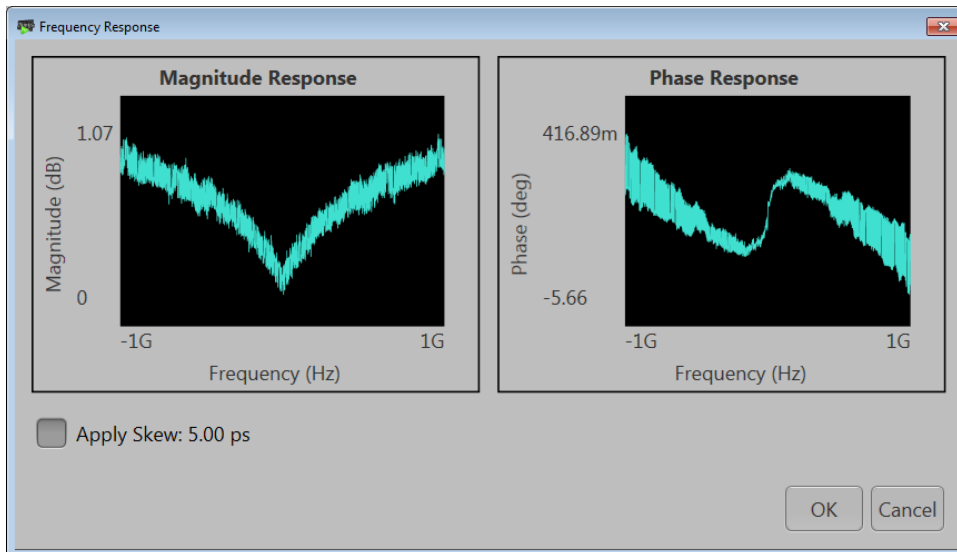 Frequency Response
Magnitude Response
1.07
Magnitude (dB)
0
-1G
1G
Frequency (Hz)
Phase Response
416.89m
Phase (deg)
-5.66
-1G
1G
Frequency (Hz)
Apply Skew: 5.00 ps
OK
Cancel